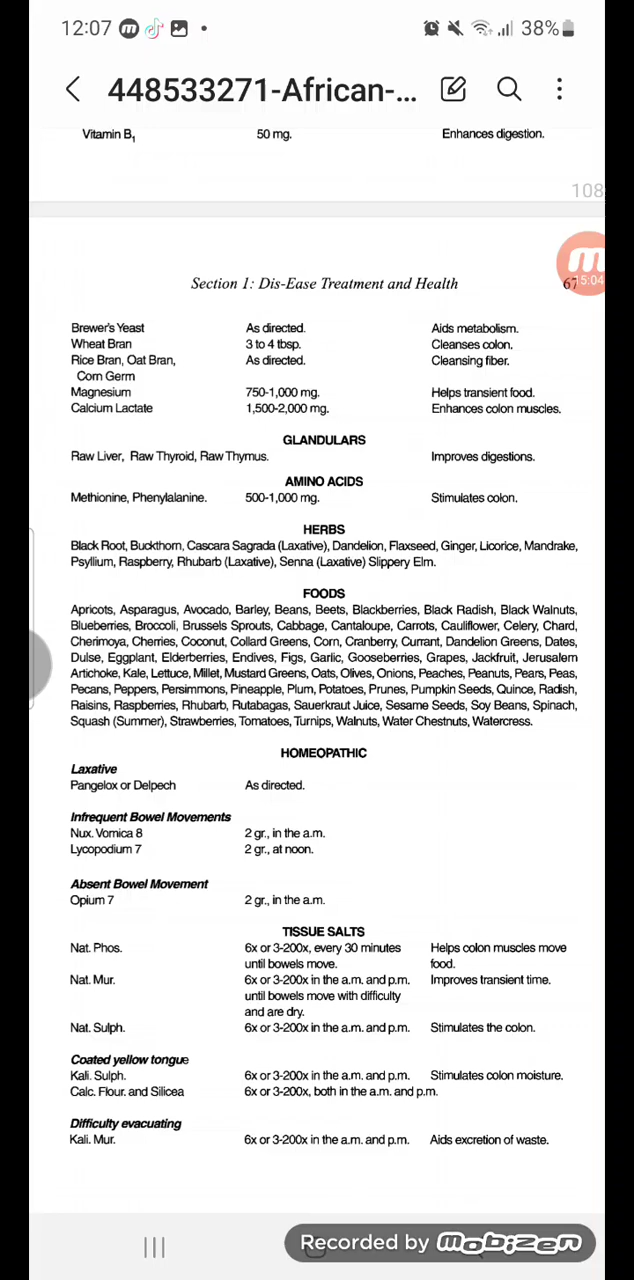 12:07 38%
448533271-African-...
Vitamin B₁ 50 mg. Enhances digestion.
108
Section 1: Dis-Ease Treatment and Health 67
5:04
Brewer's Yeast As directed. Aids metabolism.
Wheat Bran 3 to 4 tbsp. Cleanses colon.
Rice Bran, Oat Bran, As directed. Cleansing fiber.
Corn Germ
Magnesium 750-1,000 mg. Helps transient food.
Calcium Lactate 1,500-2,000 mg. Enhances colon muscles.
GLANDULARS
Raw Liver, Raw Thyroid, Raw Thymus. Improves digestions.
AMINO ACIDS
Methionine, Phenylalanine. 500-1,000 mg. Stimulates colon.
HERBS
Black Root, Buckthorn, Cascara Sagrada (Laxative), Dandelion, Flaxseed, Ginger, Licorice, Mandrake,
Psyllium, Raspberry, Rhubarb (Laxative), Senna (Laxative) Slippery Elm.
FOODS
Apricots, Asparagus, Avocado, Barley, Beans, Beets, Blackberries, Black Radish, Black Walnuts,
Blueberries, Broccoli, Brussels Sprouts, Cabbage, Cantaloupe, Carrots, Cauliflower, Celery, Chard,
Cherimoya, Cherries, Coconut, Collard Greens, Corn, Cranberry, Currant, Dandelion Greens, Dates,
Dulse, Eggplant, Elderberries, Endives, Figs, Garlic, Gooseberries, Grapes, Jackfruit, Jerusalem
Artichoke, Kale, Lettuce, Millet, Mustard Greens, Oats, Olives, Onions, Peaches, Peanuts, Pears, Peas,
Pecans, Peppers, Persimmons, Pineapple, Plum, Potatoes, Prunes, Pumpkin Seeds, Quince, Radish,
Raisins, Raspberries, Rhubarb, Rutabagas, Sauerkraut Juice, Sesame Seeds, Soy Beans, Spinach,
Squash (Summer), Strawberries, Tomatoes, Turnips, Walnuts, Water Chestnuts, Watercress.
HOMEOPATHIC
Laxative
Pangelox or Delpech As directed.
Infrequent Bowel Movements
Nux. Vomica 8 2 gr., in the a.m.
Lycopodium 7 2 gr., at noon.
Absent Bowel Movement
Opium 7 2 gr., in the a.m.
TISSUE SALTS
Nat. Phos. 6x or 3-200x, every 30 minutes Helps colon muscles move
until bowels move. food.
Nat. Mur. 6x or 3-200x in the a.m. and p.m. Improves transient time.
until bowels move with difficulty
and are dry.
Nat. Sulph. 6x or 3-200x in the a.m. and p.m. Stimulates the colon.
Coated yellow tongue
Kali. Sulph. 6x or 3-200x in the a.m. and p.m. Stimulates colon moisture.
Calc. Flour. and Silicea 6x or 3-200x, both in the a.m. and p.m.
Difficulty evacuating
Kali. Mur. 6x or 3-200x in the a.m. and p.m. Aids excretion of waste.
Recorded by mobizen